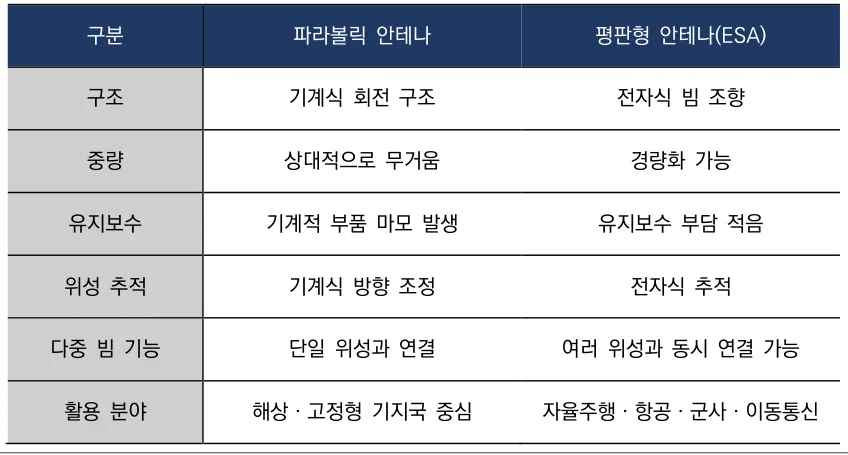 구분 파라볼릭 안테나 평판형 안테나(ESA)
구조 기계식 회전 구조 전자식 빔 조향
중량 상대적으로 무거움 경량화 가능
유지보수 기계적 부품 마모 발생 유지보수 부담 적음
위성 추적 기계식 방향 조정 전자식 추적
다중 빔 기능 단일 위성과 연결 여러 위성과 동시 연결 가능
활용 분야 해상·고정형 기지국 중심 자율주행·항공·군사·이동통신